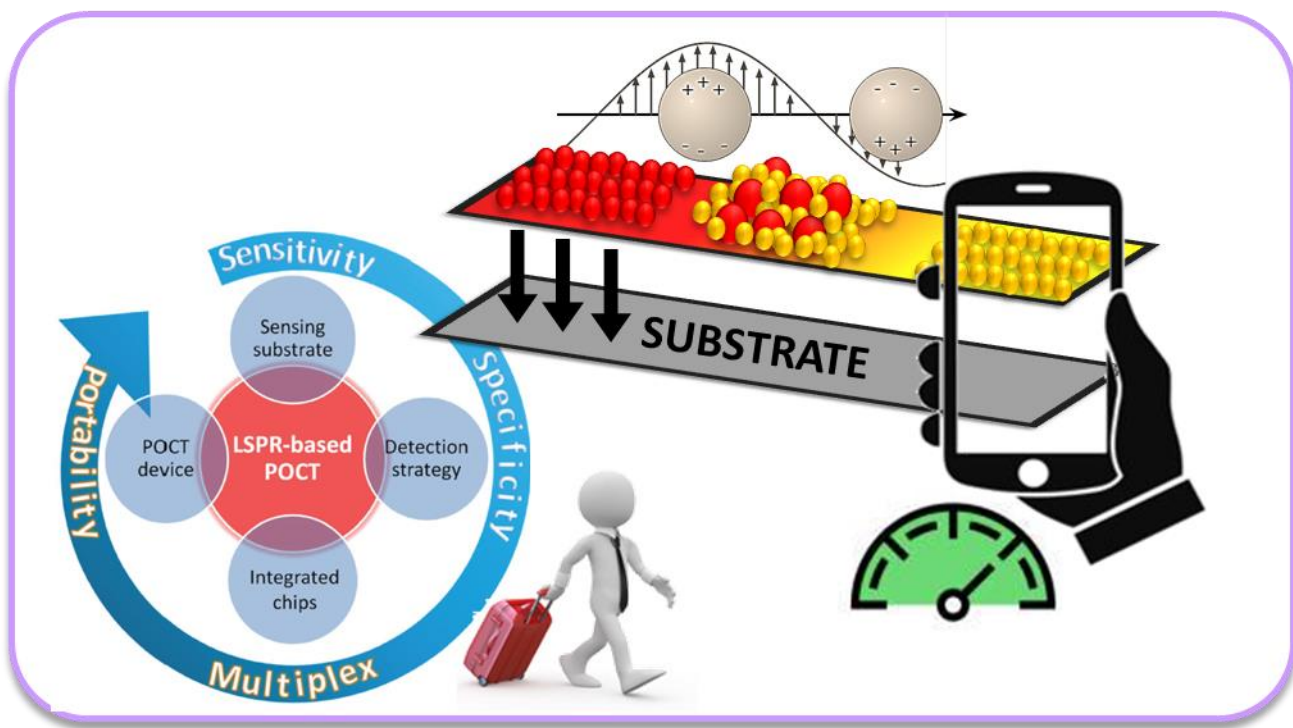 Sensitivity
Specificity
Multiplex
Portability
Sensing
substrate
POCT
device
LSPR-based
POCT
Detection
strategy
Integrated
chips
SUBSTRATE
+ + +
- - -
- - -
+ + +